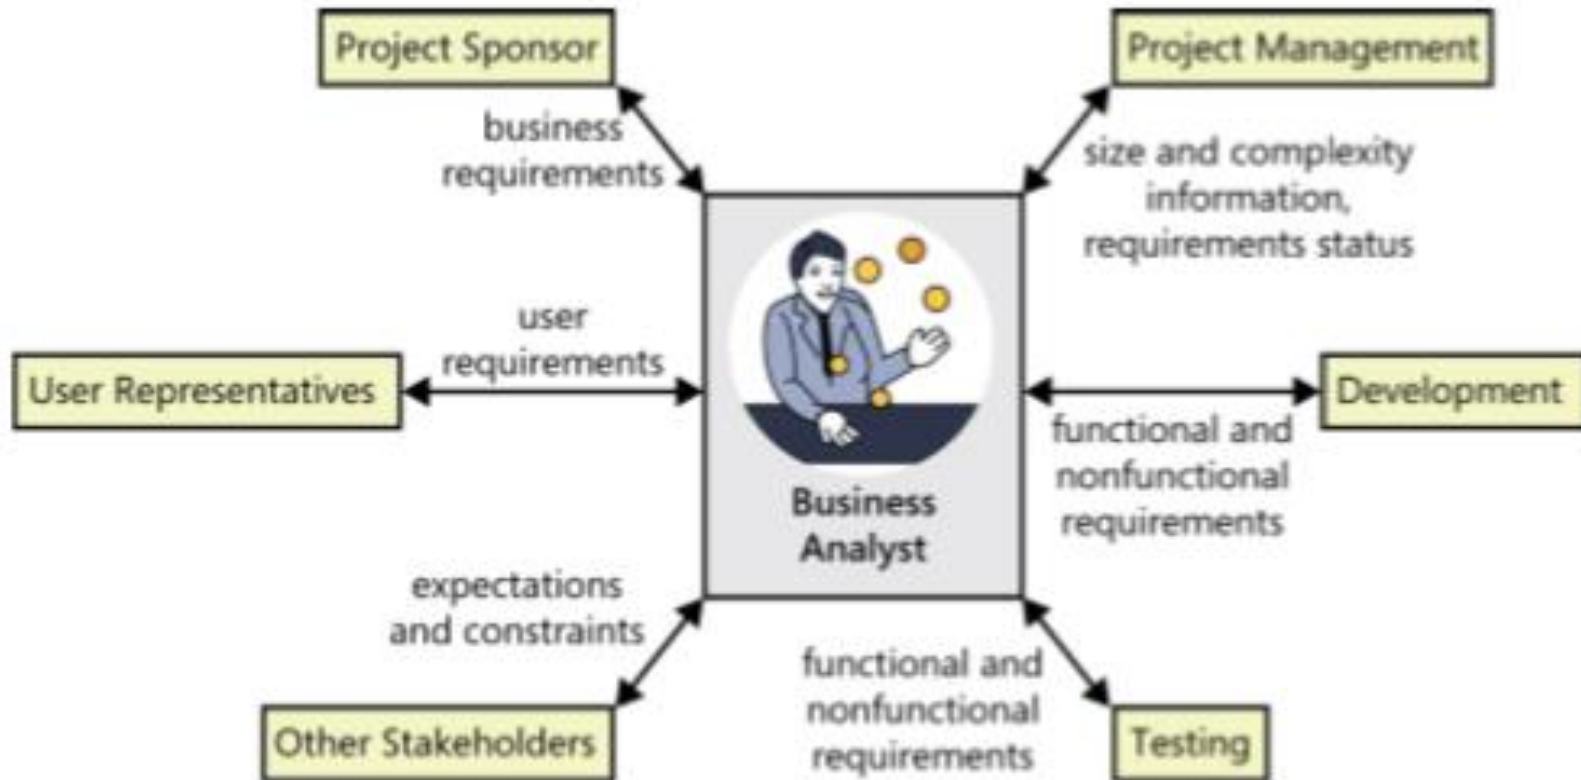 Project Sponsor
Project Management
business
requirements
size and complexity
information,
requirements status
user
requirements
User Representatives
Development
functional and
nonfunctional
requirements
Business
Analyst
expectations
and constraints
functional and
nonfunctional
requirements
Other Stakeholders
Testing